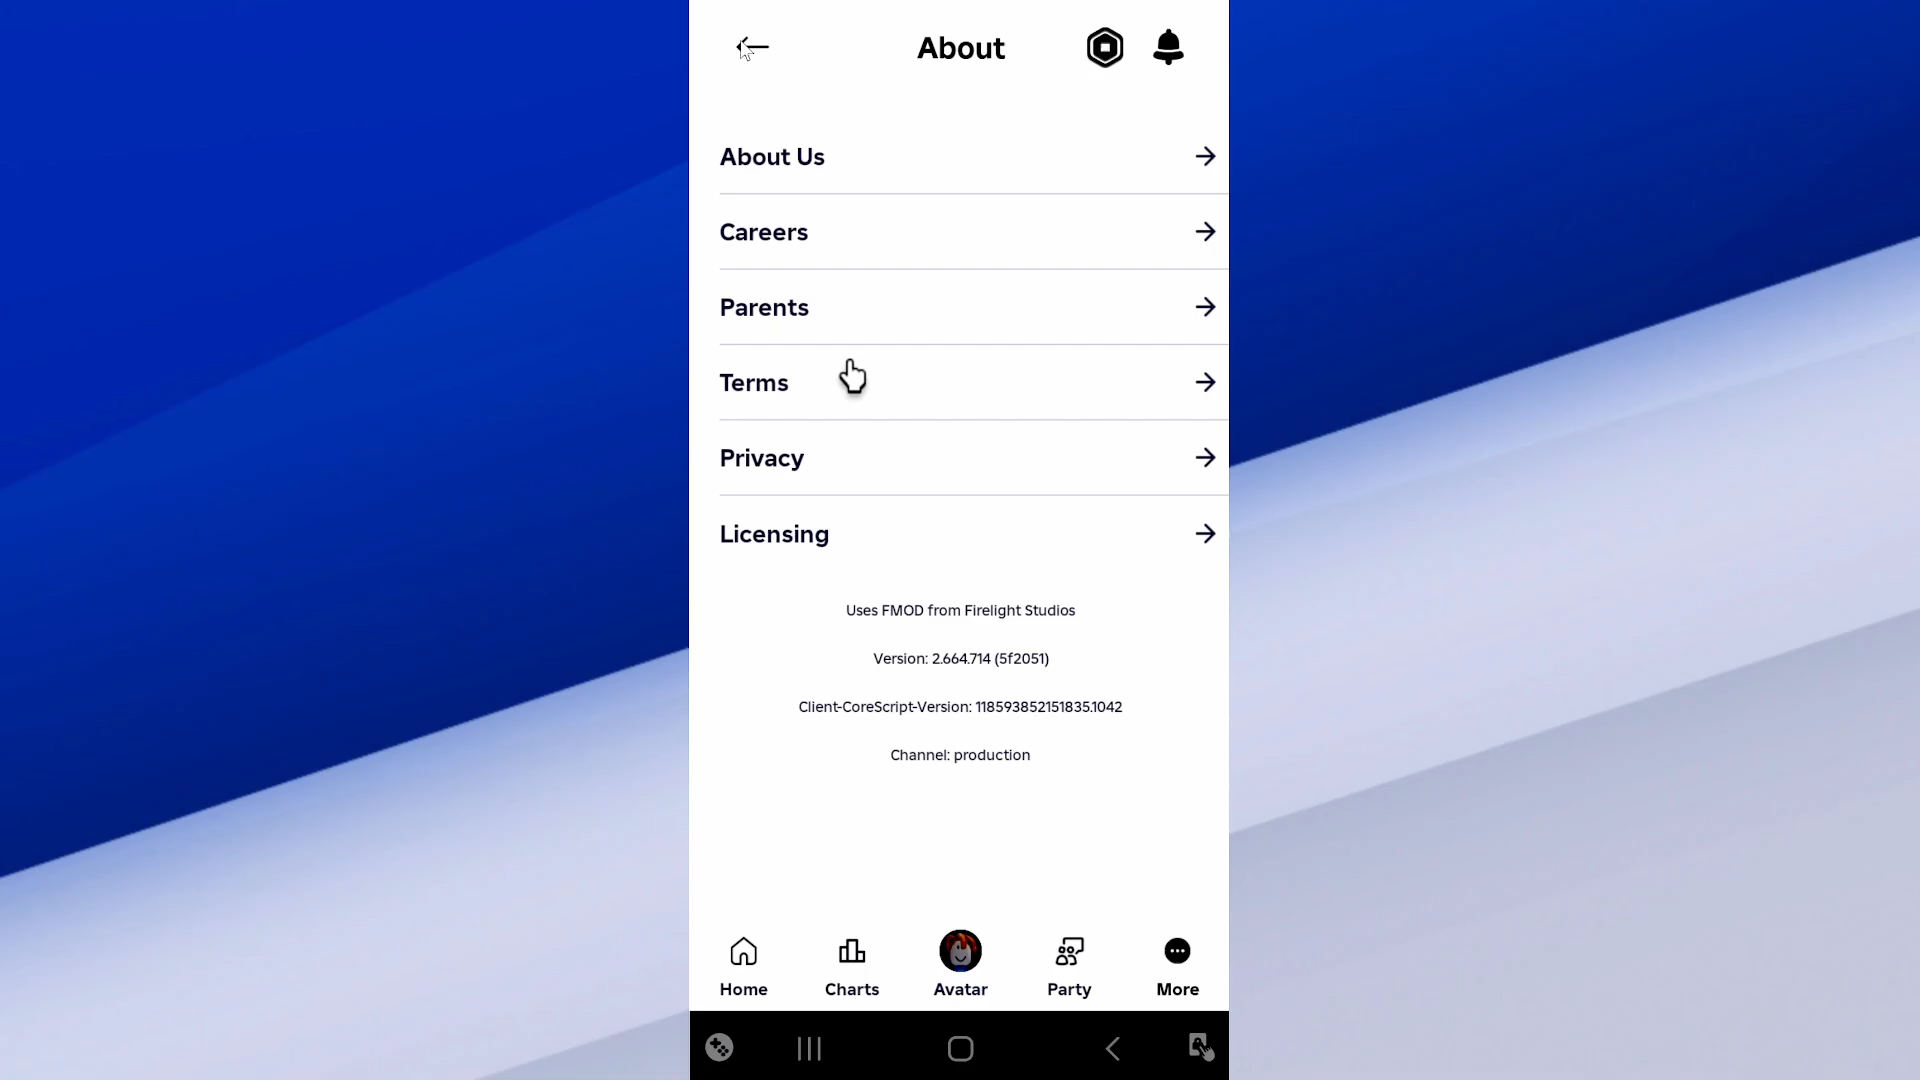 About
About Us
Careers
Parents
Terms
Privacy
Licensing
Uses FMOD from Firelight Studios
Version: 2.664.714 (5f2051)
Client-CoreScript-Version: 118593852151835.1042
Channel: production
Home
Charts
Avatar
Party
More